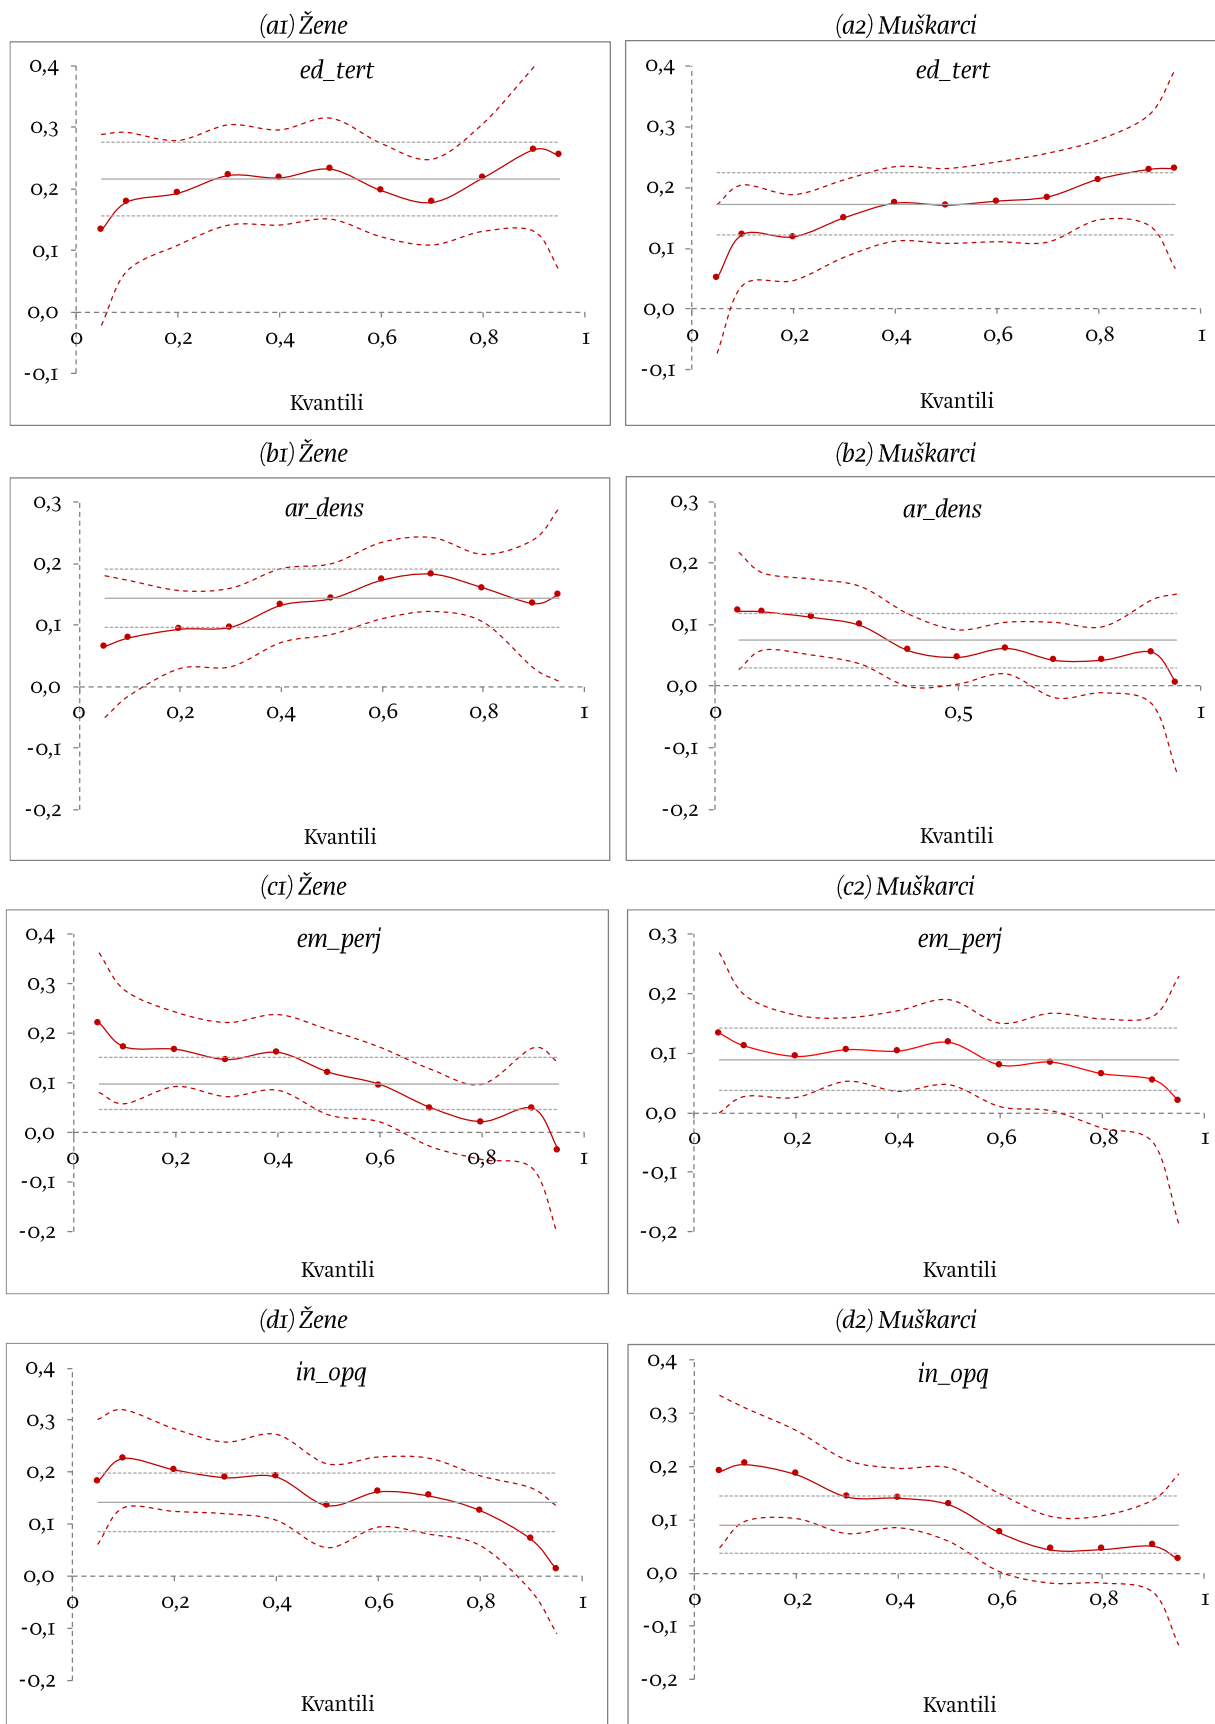 (a1) Žene
(a2) Muškarci
ed_tert
0,4
0,3
0,2
0,1
0,0
-0,1
0 0,2 0,4 0,6 0,8 1
Kvantili
ed_tert
0,4
0,3
0,2
0,1
0,0
-0,1
0 0,2 0,4 0,6 0,8 1
Kvantili
(b1) Žene
(b2) Muškarci
ar_dens
0,3
0,2
0,1
0,0
-0,1
-0,2
0 0,2 0,4 0,6 0,8 1
Kvantili
ar_dens
0,3
0,2
0,1
0,0
-0,1
-0,2
0 0,5 1
Kvantili
(c1) Žene
(c2) Muškarci
em_perj
0,4
0,3
0,2
0,1
0,0
-0,1
-0,2
0 0,2 0,4 0,6 0,8 1
Kvantili
em_perj
0,3
0,2
0,1
0,0
-0,1
-0,2
0 0,2 0,4 0,6 0,8 1
Kvantili
(d1) Žene
(d2) Muškarci
in_opq
0,4
0,3
0,2
0,1
0,0
-0,1
-0,2
0 0,2 0,4 0,6 0,8 1
Kvantili
in_opq
0,4
0,3
0,2
0,1
0,0
-0,1
-0,2
0 0,2 0,4 0,6 0,8 1
Kvantili